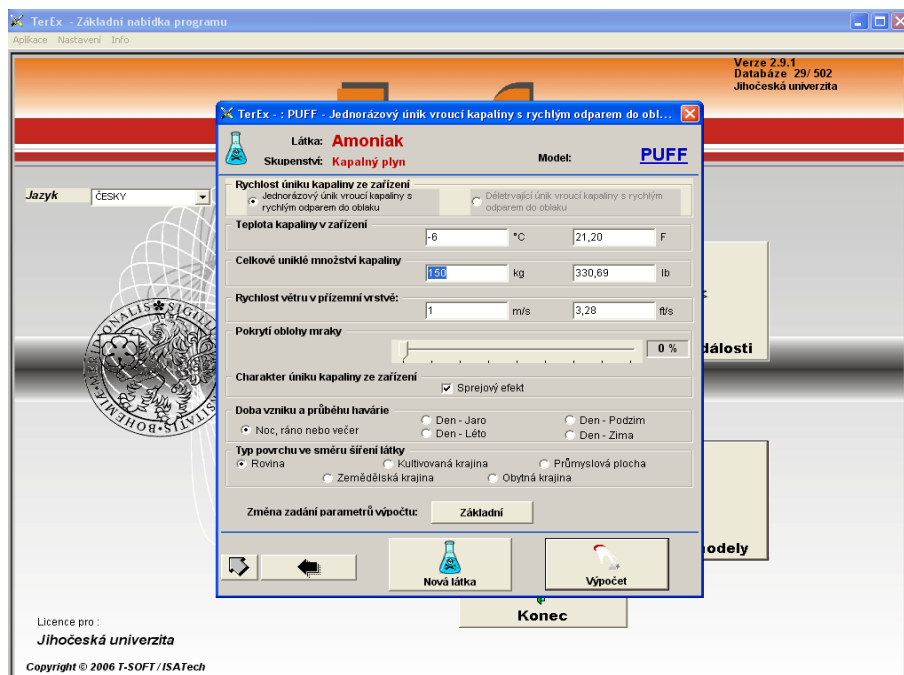 TerEx - Základní nabídka programu
Aplikace Nastavení Info
Verze 2.9.1
Databáze 29/ 502
Jihočeská univerzita
TerEx - : PUFF - Jednorázový únik vroucí kapaliny s rychlým odparem do obl...
Látka: Amoniak
Skupenství: Kapalný plyn
Model: PUFF
Jazyk ČESKY
Rychlost úniku kapaliny ze zařízení
Jednorázový únik vroucí kapaliny s
rychlým odparem do oblaku
Déletrvající únik vroucí kapaliny s rychlým
odparem do oblaku
Teplota kapaliny v zařízení
-6 °C 21,20 F
Celkové uniklé množství kapaliny
150 kg 330,69 lb
Rychlost větru v přízemní vrstvě:
1 m/s 3,28 ft/s
Pokrytí oblohy mraky
0 %
Charakter úniku kapaliny ze zařízení
Sprejový efekt
Doba vzniku a průběhu havárie
Noc, ráno nebo večer
Den - Jaro
Den - Podzim
Den - Léto
Den - Zima
Typ povrchu ve směru šíření látky
Rovina
Kultivovaná krajina
Průmyslová plocha
Zemědělská krajina
Obytná krajina
Změna zadání parametrů výpočtu: Základní
Nová látka
Výpočet
dálosti
odely
Konec
Licence pro :
Jihočeská univerzita
Copyright © 2006 T-SOFT / ISATech